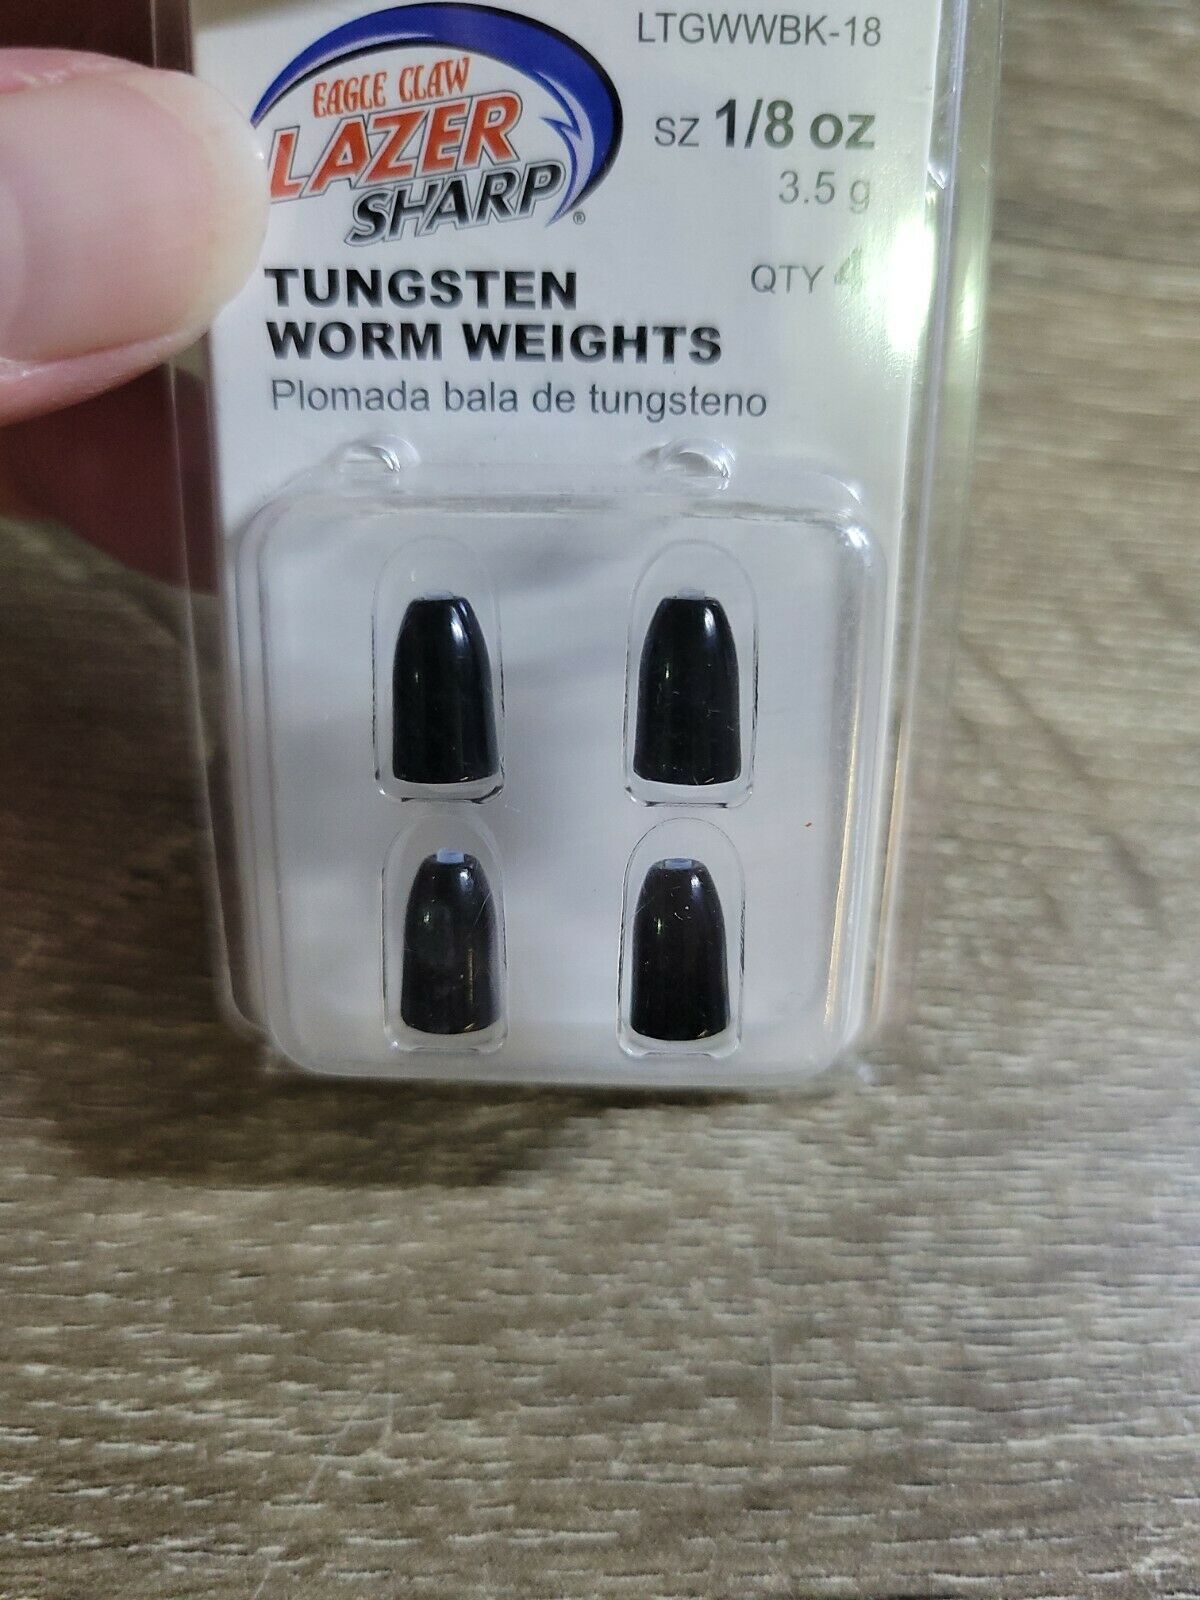 LTGWWBK-18
EAGLE CLAW
LAZER
SHARP®
SZ 1/8 oz
3.5 g
TUNGSTEN
WORM WEIGHTS
QTY 4
Plomada bala de tungsteno